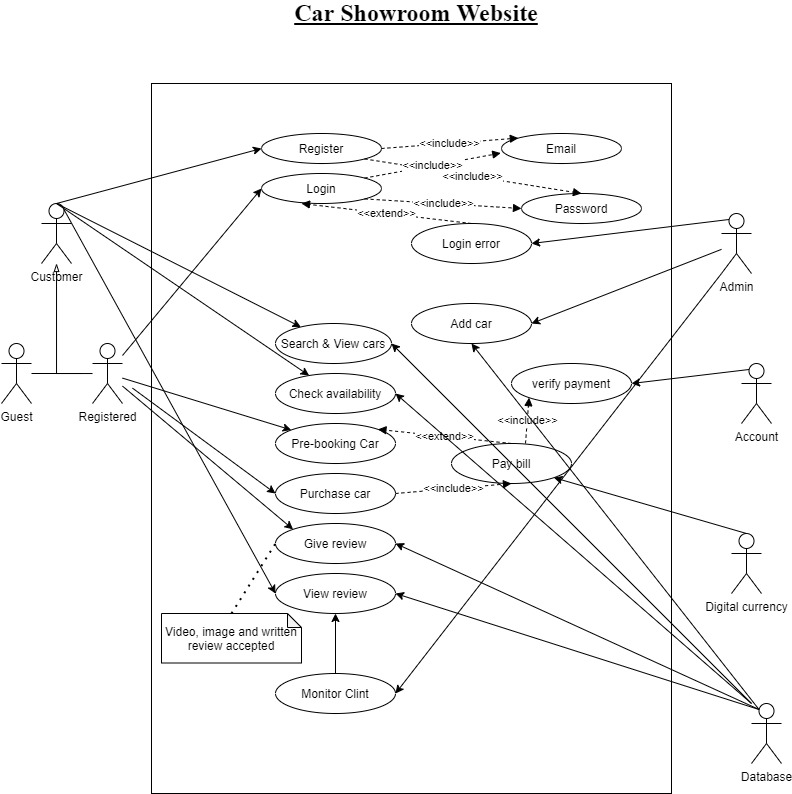 Car Showroom Website
Register
<<include>>
Email
<<include>>
<<include>>
Login
<<include>>
Password
<<extend>>
Login error
Customer
Admin
Add car
Search & View cars
Check availability
verify payment
Guest
Registered
<<include>>
Account
Pre-booking Car
<<extend>>
Pay bill
Purchase car
<<include>>
Give review
View review
Digital currency
Video, image and written
review accepted
Monitor Clint
Database